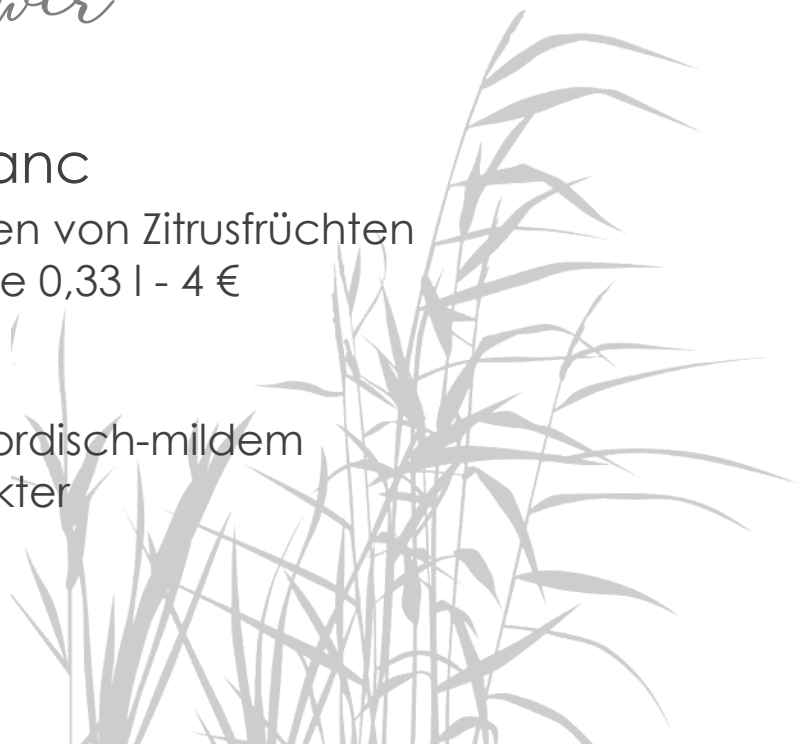 anc
en von Zitrusfrüchten
e 0,33 l - 4 €
ordisch-mildem
kter